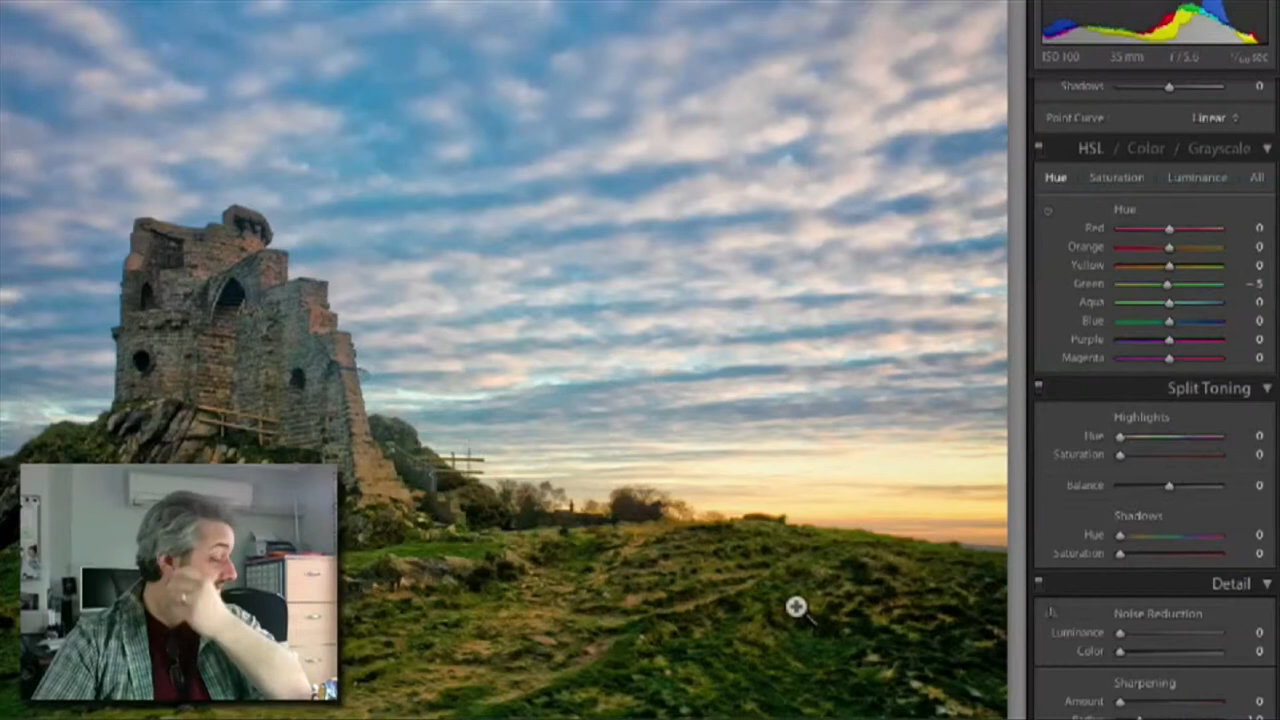 ISO 100 35 mm f / 5.6 1/60 sec
Shadows 0
Point Curve Linear
HSL / Color / Grayscale
Hue Saturation Luminance All
Hue
Red 0
Orange 0
Yellow 0
Green - 5
Aqua 0
Blue 0
Purple 0
Magenta 0
Split Toning
Highlights
Hue 0
Saturation 0
Balance 0
Shadows
Hue 0
Saturation 0
Detail
Noise Reduction
Luminance 0
Color 0
Sharpening
Amount 0